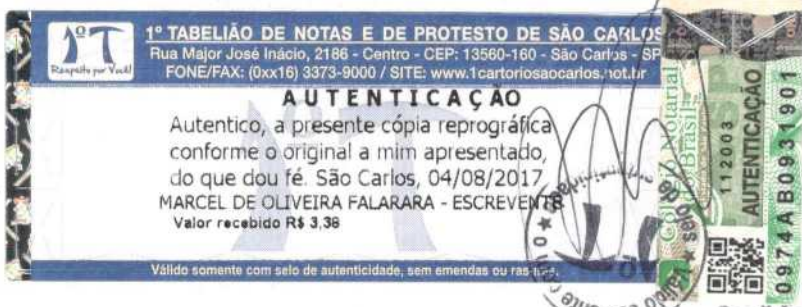 1º TABELIÃO DE NOTAS E DE PROTESTO DE SÃO CARLOS
Rua Major José Inácio, 2186 - Centro - CEP: 13560-160 - São Carlos - SP
FONE/FAX: (0xx16) 3373-9000 / SITE: www.1cartoriosaocarlos.not.br
1ºT
Respeito por Você!
AUTENTICAÇÃO
Autentico, a presente cópia reprográfica
conforme o original a mim apresentado,
do que dou fé. São Carlos, 04/08/2017
MARCEL DE OLIVEIRA FALARARA - ESCREVENTE
Valor recebido R$ 3,38
Válido somente com selo de autenticidade, sem emendas ou rasuras.
Colégio Notarial
do Brasil
112003
AUTENTICAÇÃO
0974AB0931901